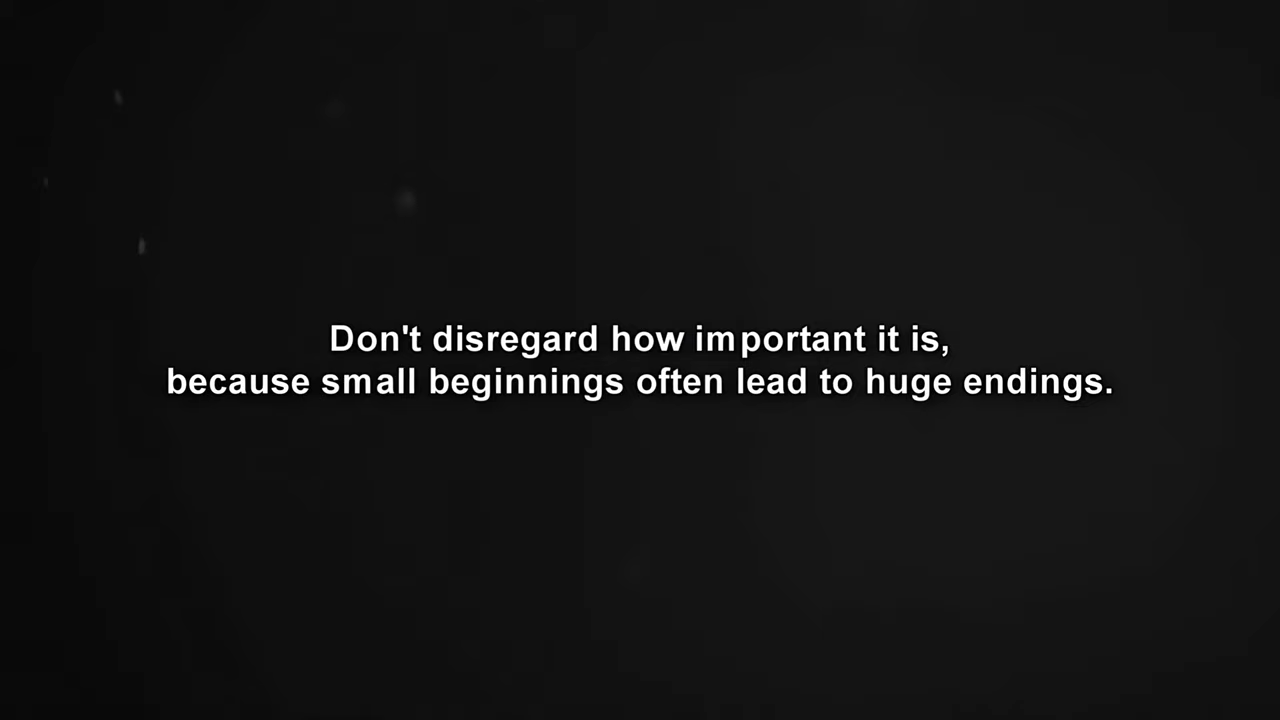 Don't disregard how important it is,
because small beginnings often lead to huge endings.